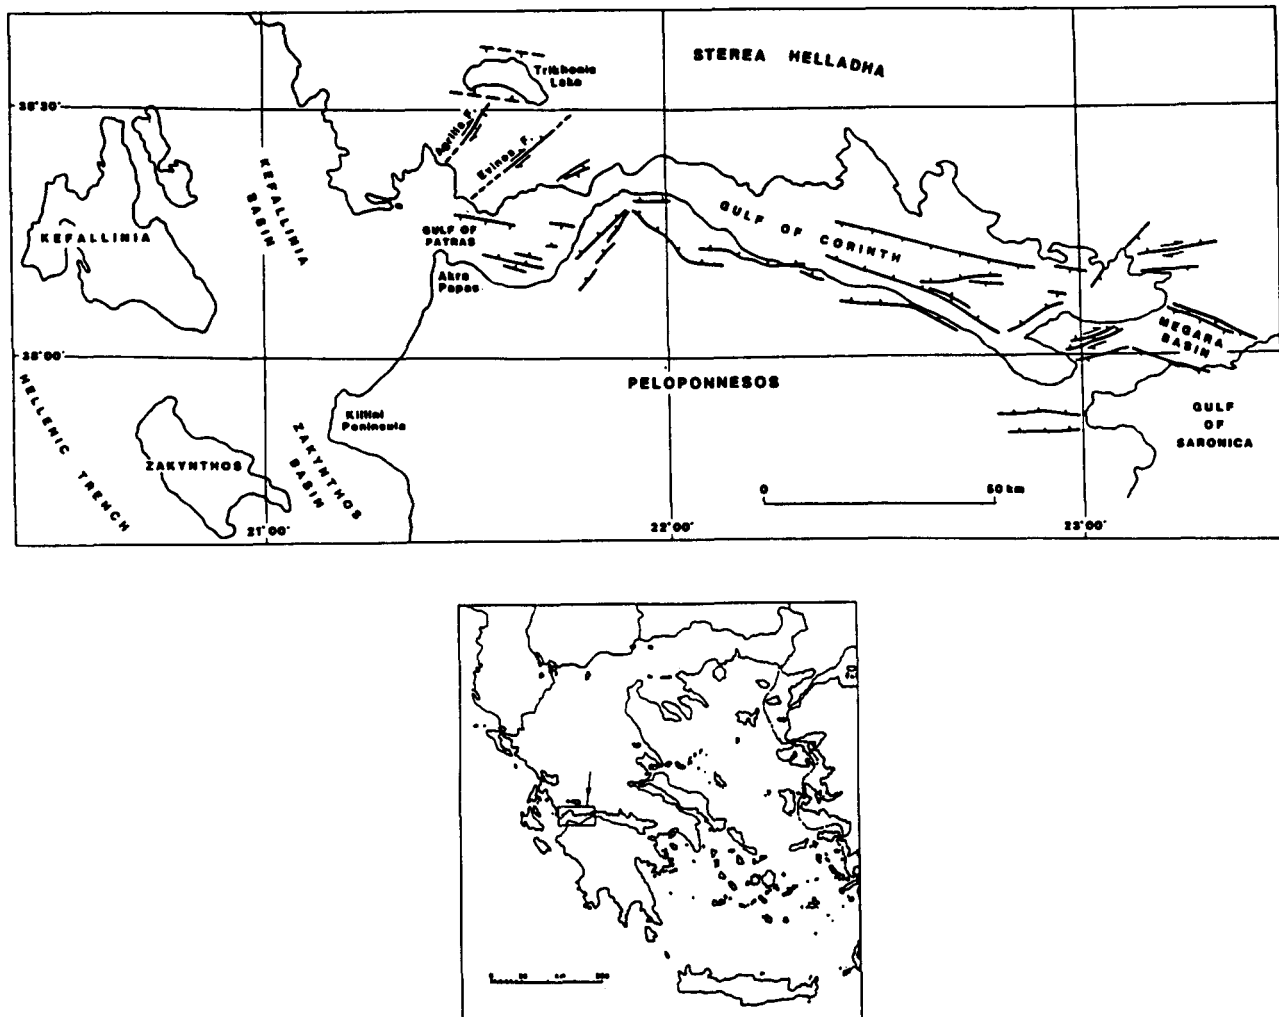 STEREA HELLADHA
Trikhonis
Lake
38°30'
Agrilia F.
Evinos F.
KEFALLINIA
BASIN
KEFALLINIA
GULF OF
PATRAS
GULF OF CORINTH
Akra
Papas
MEGARA
BASIN
38°00'
PELOPONNESOS
HELLENIC TRENCH
Killini
Peninsula
ZAKYNTHOS
ZAKYNTHOS
BASIN
GULF
OF
SARONICA
0 50 km
21°00' 22°00' 23°00'